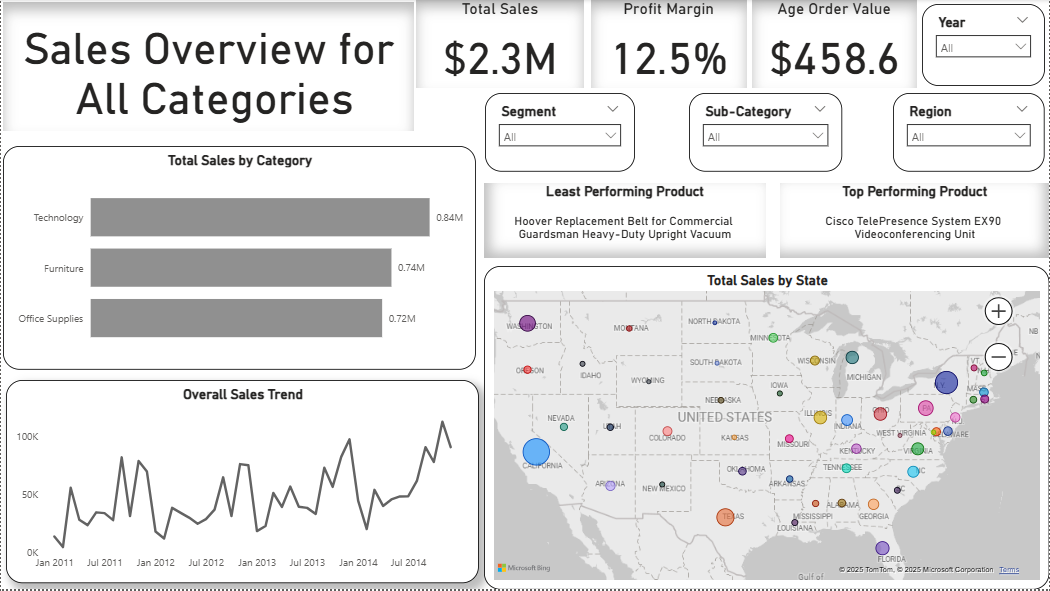 Sales Overview for
All Categories
Total Sales
$2.3M
Profit Margin
12.5%
Age Order Value
$458.6
Year
All
Segment
All
Sub-Category
All
Region
All
Total Sales by Category
Technology
0.84M
Furniture
0.74M
Office Supplies
0.72M
Least Performing Product
Hoover Replacement Belt for Commercial
Guardsman Heavy-Duty Upright Vacuum
Top Performing Product
Cisco TelePresence System EX90
Videoconferencing Unit
Overall Sales Trend
100K
50K
0K
Jan 2011
Jul 2011
Jan 2012
Jul 2012
Jan 2013
Jul 2013
Jan 2014
Jul 2014
Total Sales by State
WASHINGTON
MONTANA
NORTH DAKOTA
MINNESOTA
NB
OREGON
IDAHO
WYOMING
SOUTH DAKOTA
WISCONSIN
MICHIGAN
VT
IOWA
NEBRASKA
NEVADA
UTAH
COLORADO
UNITED STATES
KANSAS
MISSOURI
ILLINOIS
INDIANA
OHIO
PA
WEST VIRGINIA
DELAWARE
KENTUCKY
VIRGINIA
CALIFORNIA
ARIZONA
NEW MEXICO
OKLAHOMA
ARKANSAS
TENNESSEE
NC
SC
TEXAS
MISSISSIPPI
ALABAMA
GEORGIA
LOUISIANA
FLORIDA
Gulf of
Microsoft Bing
© 2025 TomTom, © 2025 Microsoft Corporation Terms